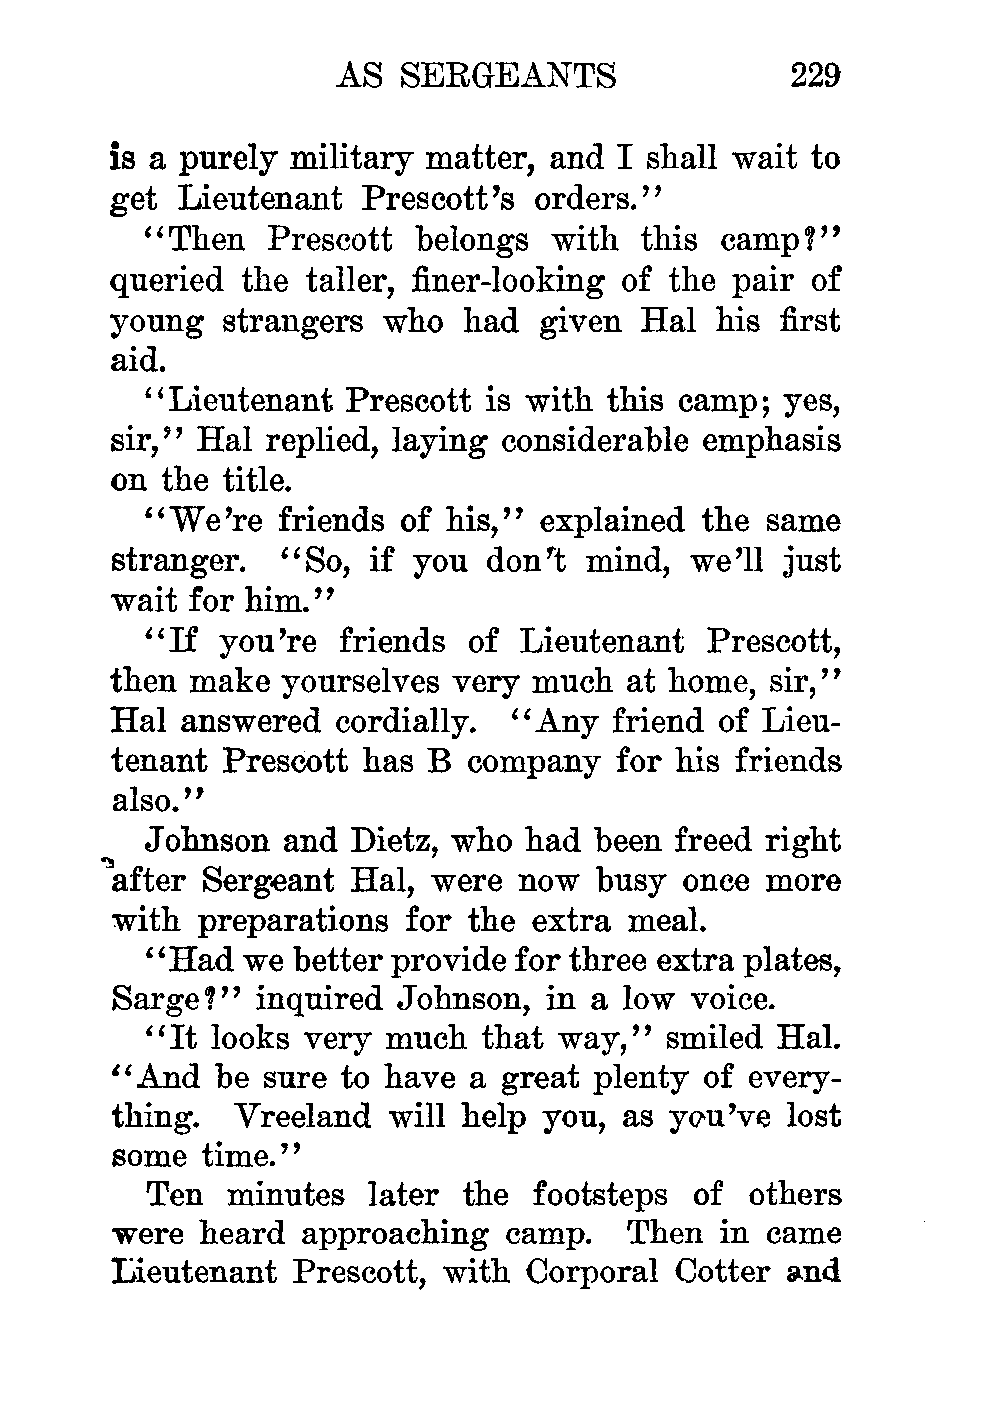 AS SERGEANTS 229
is a purely military matter, and I shall wait to
get Lieutenant Prescott's orders."
"Then Prescott belongs with this camp?"
queried the taller, finer-looking of the pair of
young strangers who had given Hal his first
aid.
"Lieutenant Prescott is with this camp; yes,
sir," Hal replied, laying considerable emphasis
on the title.
"We're friends of his," explained the same
stranger. "So, if you don't mind, we'll just
wait for him."
"If you're friends of Lieutenant Prescott,
then make yourselves very much at home, sir,"
Hal answered cordially. "Any friend of Lieu-
tenant Prescott has B company for his friends
also."
Johnson and Dietz, who had been freed right
after Sergeant Hal, were now busy once more
with preparations for the extra meal.
"Had we better provide for three extra plates,
Sarge?" inquired Johnson, in a low voice.
"It looks very much that way," smiled Hal.
"And be sure to have a great plenty of every-
thing. Vreeland will help you, as you've lost
some time."
Ten minutes later the footsteps of others
were heard approaching camp. Then in came
Lieutenant Prescott, with Corporal Cotter and